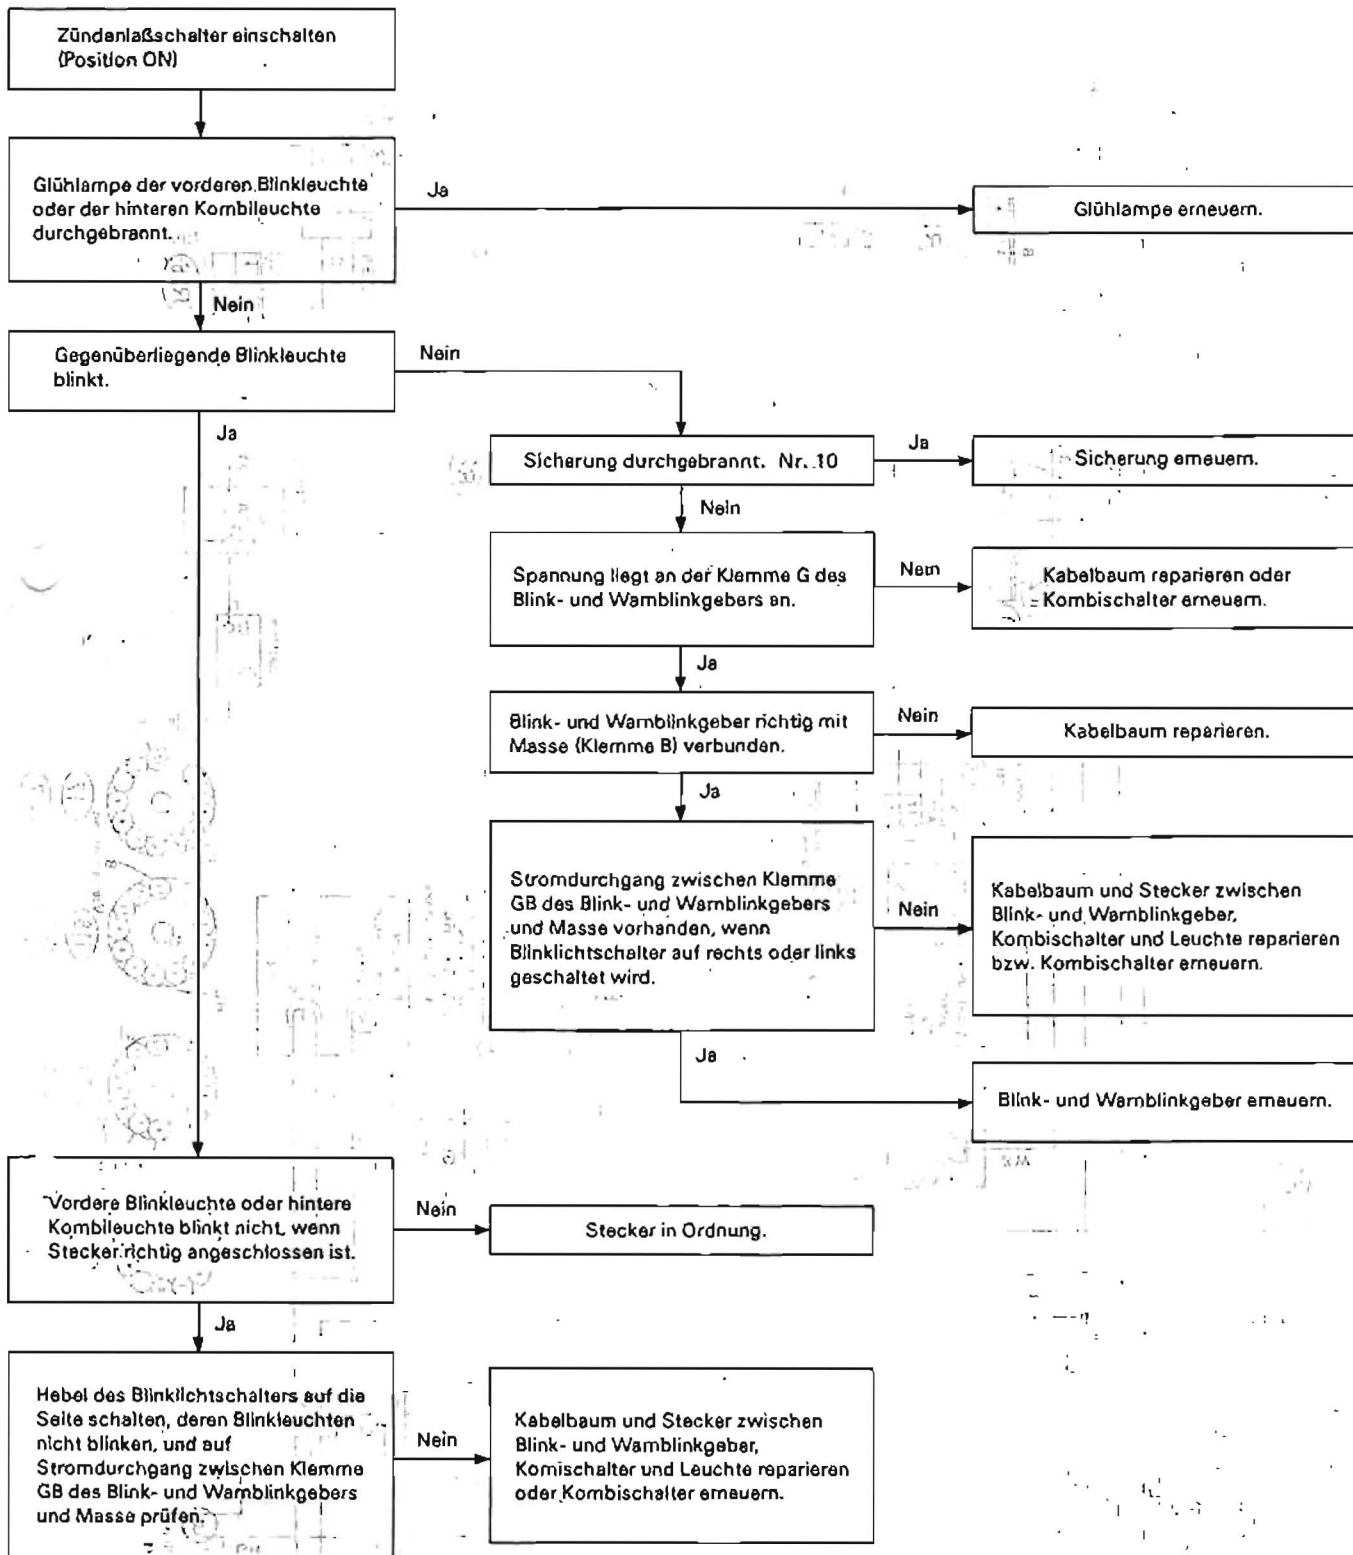 Zündanlaßschalter einschalten
(Position ON)
Glühlampe der vorderen Blinkleuchte
oder der hinteren Kombileuchte
durchgebrannt.
Ja
Glühlampe erneuern.
Nein
Gegenüberliegende Blinkleuchte
blinkt.
Nein
Ja
Sicherung durchgebrannt. Nr. 10
Ja
Sicherung erneuern.
Nein
Spannung liegt an der Klemme G des
Blink- und Warnblinkgebers an.
Nein
Kabelbaum reparieren oder
Kombischalter erneuern.
Ja
Blink- und Warnblinkgeber richtig mit
Masse (Klemme B) verbunden.
Nein
Kabelbaum reparieren.
Ja
Stromdurchgang zwischen Klemme
GB des Blink- und Warnblinkgebers
und Masse vorhanden, wenn
Blinklichtschalter auf rechts oder links
geschaltet wird.
Nein
Kabelbaum und Stecker zwischen
Blink- und Warnblinkgeber,
Kombischalter und Leuchte reparieren
bzw. Kombischalter erneuern.
Ja
Blink- und Warnblinkgeber erneuern.
Vordere Blinkleuchte oder hintere
Kombileuchte blinkt nicht, wenn
Stecker richtig angeschlossen ist.
Nein
Stecker in Ordnung.
Ja
Hebel des Blinklichtschalters auf die
Seite schalten, deren Blinkleuchten
nicht blinken, und auf
Stromdurchgang zwischen Klemme
GB des Blink- und Warnblinkgebers
und Masse prüfen.
Nein
Kabelbaum und Stecker zwischen
Blink- und Warnblinkgeber,
Komischalter und Leuchte reparieren
oder Kombischalter erneuern.